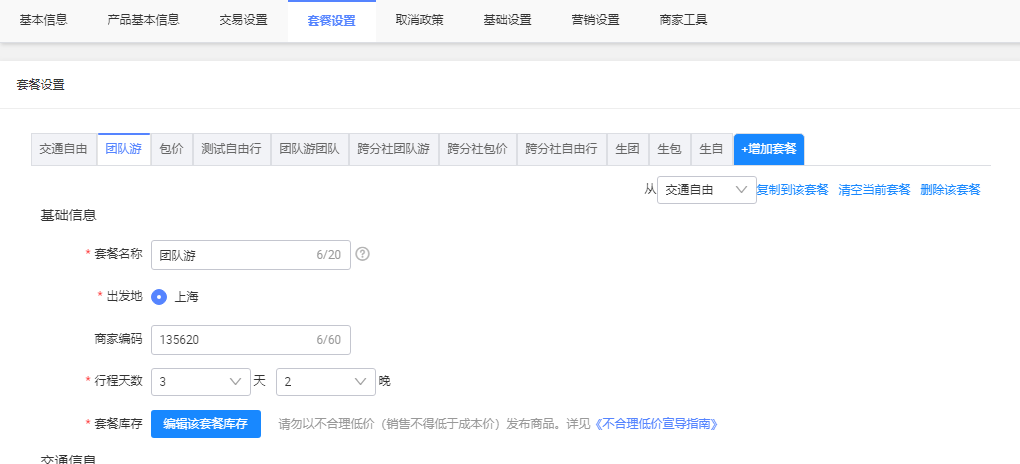 基本信息 产品基本信息 交易设置 套餐设置 取消政策 基础设置 营销设置 商家工具
套餐设置
交通自由 团队游 包价 测试自由行 团队游团队 跨分社团队游 跨分社包价 跨分社自由行 生团 生包 生自 +增加套餐
从 交通自由 复制到该套餐 清空当前套餐 删除该套餐
基础信息
* 套餐名称 团队游 6/20 ?
* 出发地 上海
商家编码 135620 6/60
* 行程天数 3 天 2 晚
* 套餐库存 编辑该套餐库存 请勿以不合理低价（销售不得低于成本价）发布商品。详见《不合理低价宣导指南》
交通信息